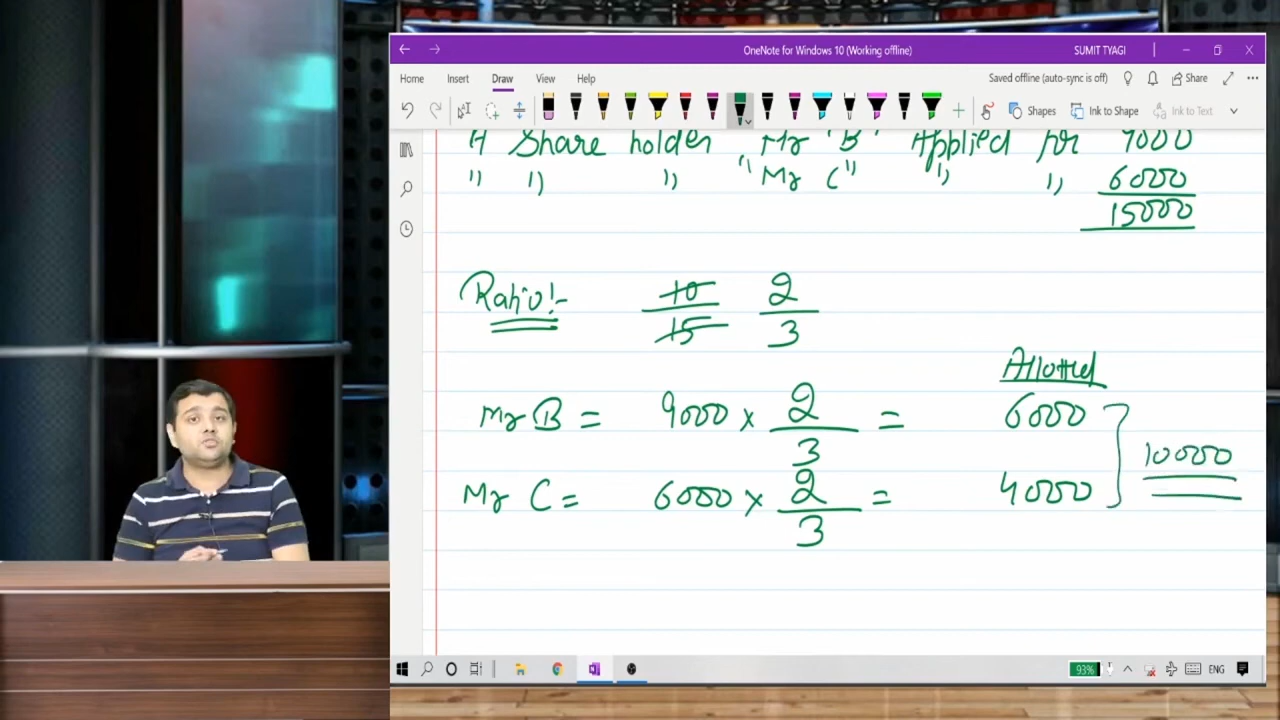 OneNote for Windows 10 (Working offline) SUMIT TYAGI
Home Insert Draw View Help Saved offline (auto-sync is off) Share
Shapes Ink to Shape Ink to Text
A Share holder "Mr 'B' Applied for 9000
" " " "Mr C" " " 6000
15000
Ratio:- 10/15 2/3
Allotted
Mr B = 9000 × 2/3 = 6000
10000
Mr C = 6000 × 2/3 = 4000
93% ENG